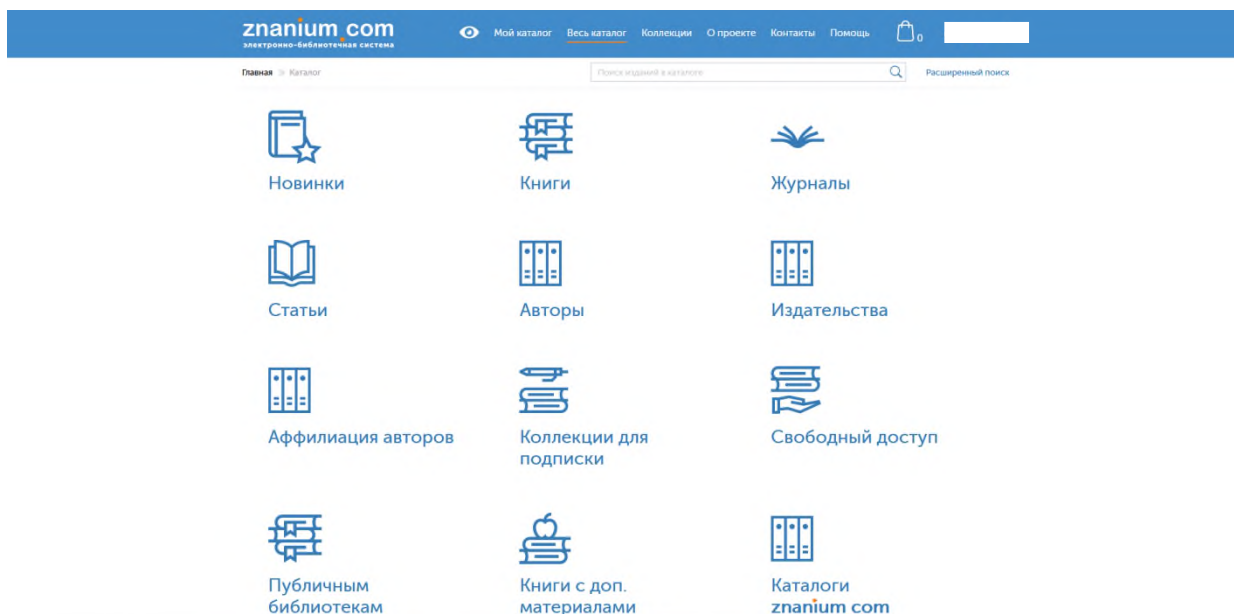 znanium.com
электронно-библиотечная система
Мой каталог Весь каталог Коллекции О проекте Контакты Помощь 0
Главная » Каталог
Поиск изданий в каталоге
Расширенный поиск
Новинки Книги Журналы
Статьи Авторы Издательства
Аффилиация авторов Коллекции для Свободный доступ
подписки
Публичным Книги с доп. Каталоги
библиотекам материалами znanium com